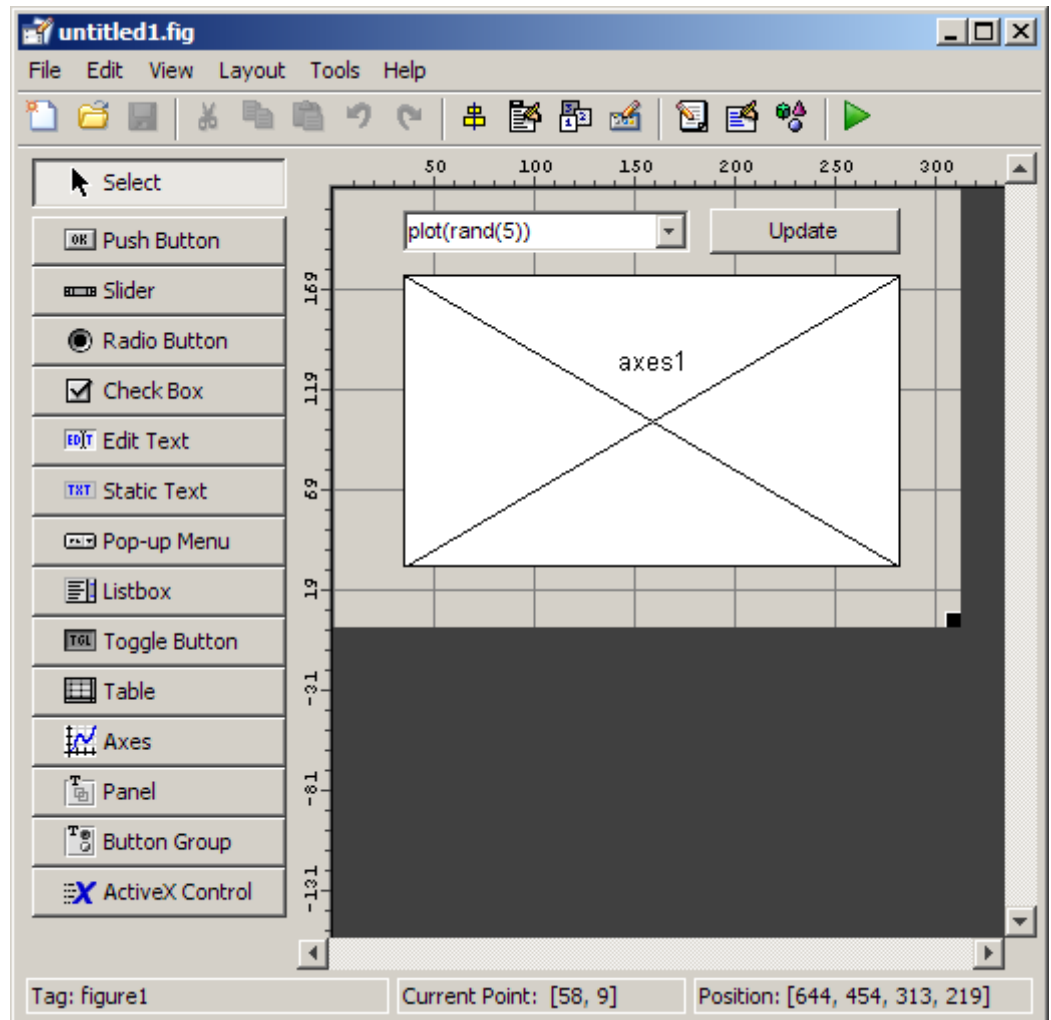 untitled1.fig
File Edit View Layout Tools Help
Select
Push Button
Slider
Radio Button
Check Box
Edit Text
Static Text
Pop-up Menu
Listbox
Toggle Button
Table
Axes
Panel
Button Group
ActiveX Control
50 100 150 200 250 300
169
119
69
19
-31
-81
-131
plot(rand(5))
Update
axes1
Tag: figure1
Current Point: [58, 9]
Position: [644, 454, 313, 219]